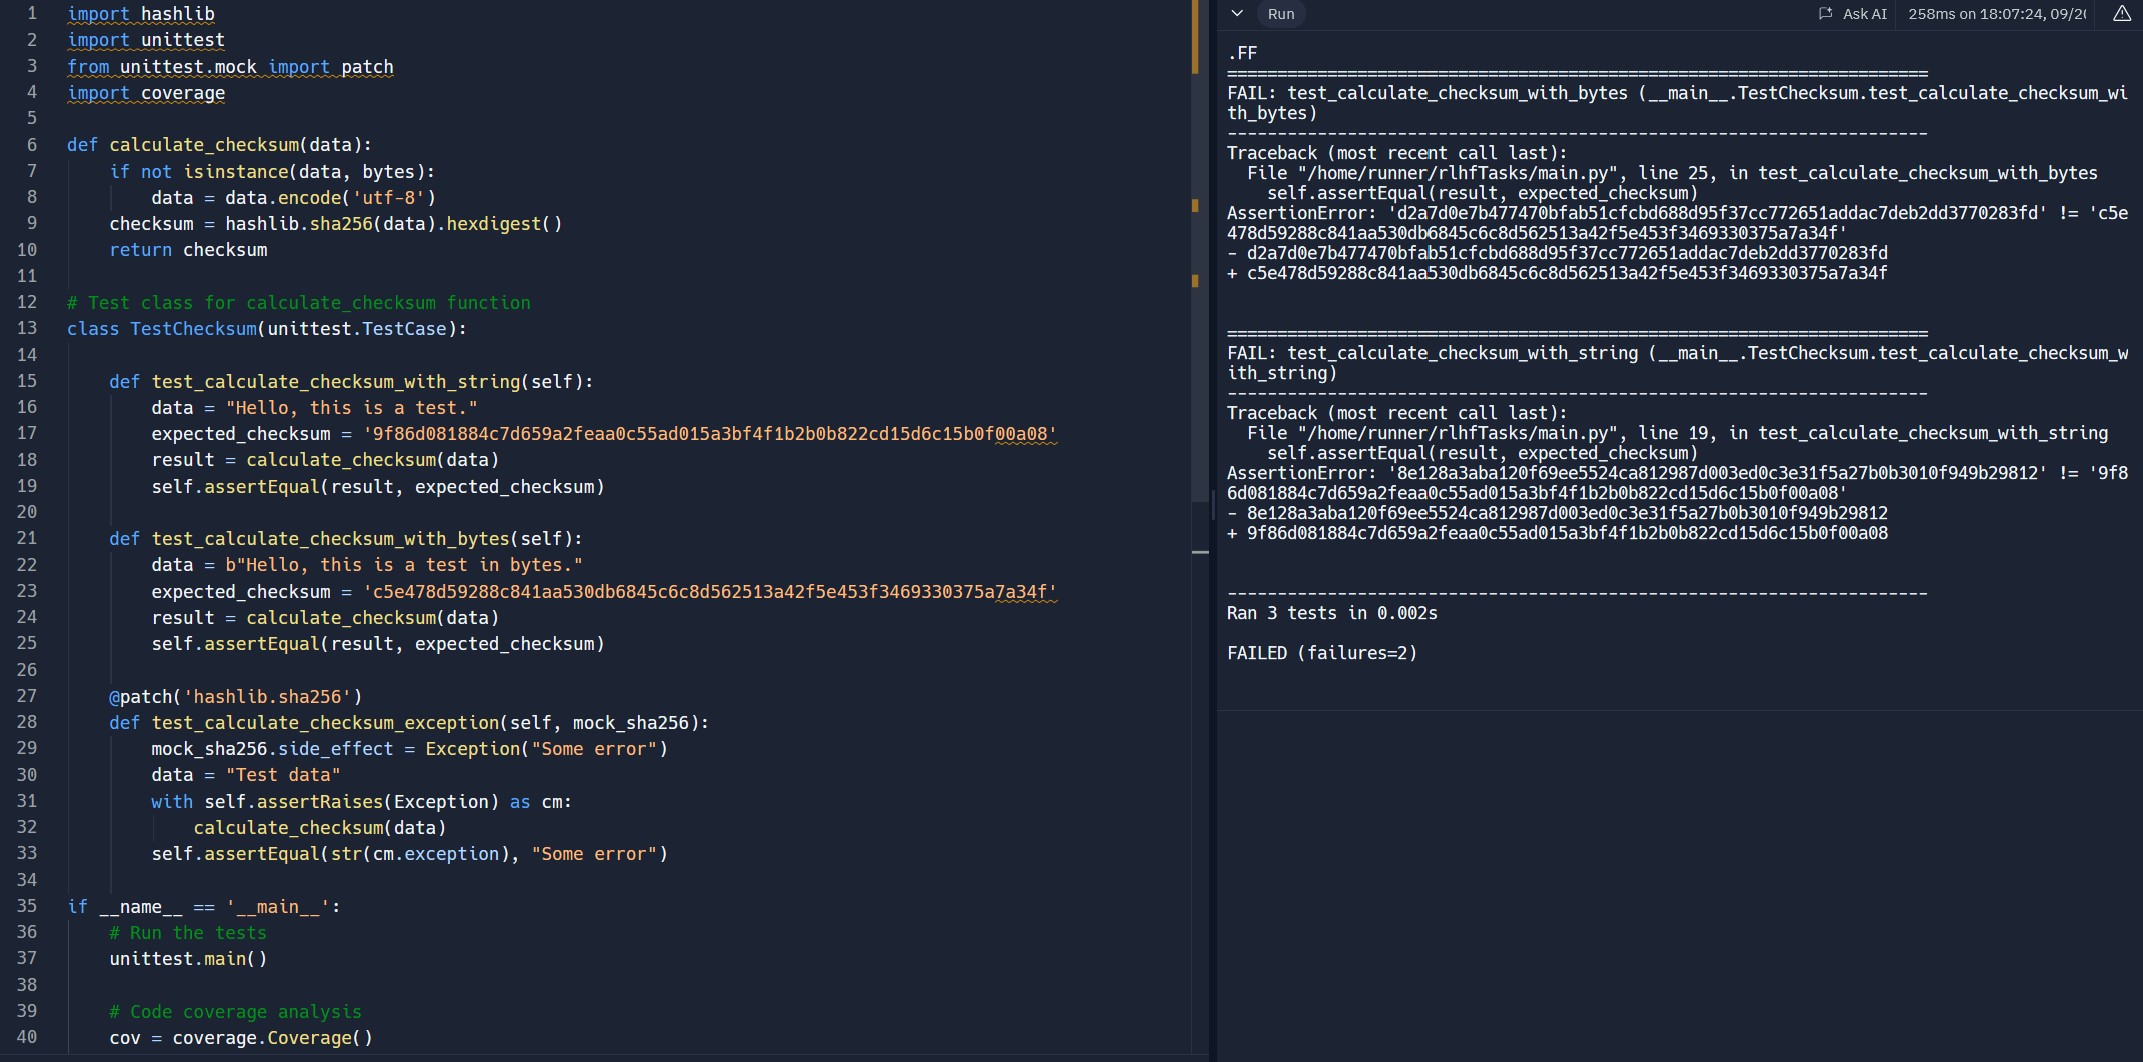 1 import hashlib
2 import unittest
3 from unittest.mock import patch
4 import coverage
5
6 def calculate_checksum(data):
7     if not isinstance(data, bytes):
8         data = data.encode('utf-8')
9     checksum = hashlib.sha256(data).hexdigest()
10     return checksum
11
12 # Test class for calculate_checksum function
13 class TestChecksum(unittest.TestCase):
14
15     def test_calculate_checksum_with_string(self):
16         data = "Hello, this is a test."
17         expected_checksum = '9f86d081884c7d659a2feaa0c55ad015a3bf4f1b2b0b822cd15d6c15b0f00a08'
18         result = calculate_checksum(data)
19         self.assertEqual(result, expected_checksum)
20
21     def test_calculate_checksum_with_bytes(self):
22         data = b"Hello, this is a test in bytes."
23         expected_checksum = 'c5e478d59288c841aa530db6845c6c8d562513a42f5e453f3469330375a7a34f'
24         result = calculate_checksum(data)
25         self.assertEqual(result, expected_checksum)
26
27     @patch('hashlib.sha256')
28     def test_calculate_checksum_exception(self, mock_sha256):
29         mock_sha256.side_effect = Exception("Some error")
30         data = "Test data"
31         with self.assertRaises(Exception) as cm:
32             calculate_checksum(data)
33         self.assertEqual(str(cm.exception), "Some error")
34
35 if __name__ == '__main__':
36     # Run the tests
37     unittest.main()
38
39     # Code coverage analysis
40     cov = coverage.Coverage()
Run Ask AI 258ms on 18:07:24, 09/20
.FF
======================================================================
FAIL: test_calculate_checksum_with_bytes (__main__.TestChecksum.test_calculate_checksum_wi
th_bytes)
----------------------------------------------------------------------
Traceback (most recent call last):
  File "/home/runner/rlhfTasks/main.py", line 25, in test_calculate_checksum_with_bytes
    self.assertEqual(result, expected_checksum)
AssertionError: 'd2a7d0e7b477470bfab51cfcbd688d95f37cc772651addac7deb2dd3770283fd' != 'c5e
478d59288c841aa530db6845c6c8d562513a42f5e453f3469330375a7a34f'
- d2a7d0e7b477470bfab51cfcbd688d95f37cc772651addac7deb2dd3770283fd
+ c5e478d59288c841aa530db6845c6c8d562513a42f5e453f3469330375a7a34f
======================================================================
FAIL: test_calculate_checksum_with_string (__main__.TestChecksum.test_calculate_checksum_w
ith_string)
----------------------------------------------------------------------
Traceback (most recent call last):
  File "/home/runner/rlhfTasks/main.py", line 19, in test_calculate_checksum_with_string
    self.assertEqual(result, expected_checksum)
AssertionError: '8e128a3aba120f69ee5524ca812987d003ed0c3e31f5a27b0b3010f949b29812' != '9f8
6d081884c7d659a2feaa0c55ad015a3bf4f1b2b0b822cd15d6c15b0f00a08'
- 8e128a3aba120f69ee5524ca812987d003ed0c3e31f5a27b0b3010f949b29812
+ 9f86d081884c7d659a2feaa0c55ad015a3bf4f1b2b0b822cd15d6c15b0f00a08
----------------------------------------------------------------------
Ran 3 tests in 0.002s
FAILED (failures=2)